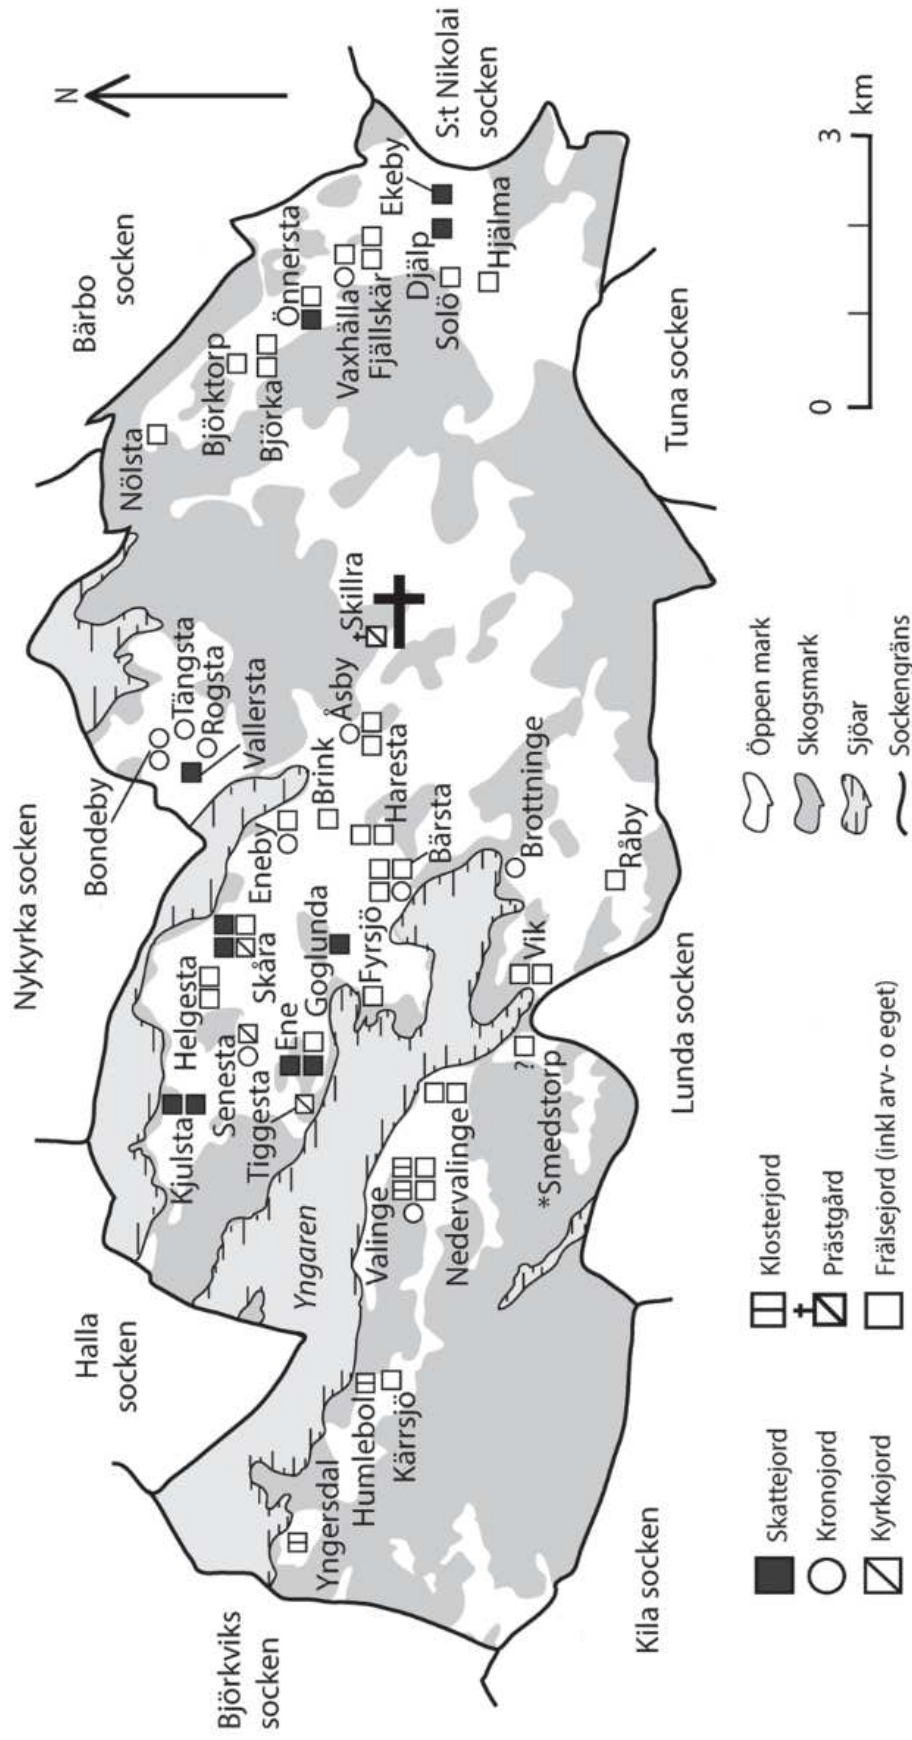 N
Nykyrka socken
Bärbo
socken
Halla
socken
Björkviks
socken
S:t Nikolai
socken
Bondeby
Tängsta
Rogsta
Vallersta
Nölsta
Björktorp
Björka
Önnersta
Vaxhälla
Fjällskär
Ekeby
Djälp
Solö
Hjälma
Kjulsta
Helgesta
Senesta
Skåra
Eneby
Brink
Åsby
Skillra
Tiggesta
Ene
Goglunda
Haresta
Yngaren
Fyrsjö
Bärsta
Valinge
Nedervalinge
Vik
Brottninge
Råby
?
*Smedstorp
Yngersdal
Humlebol
Kärrsjö
Kila socken
Lunda socken
Tuna socken
Skattejord
Kronojord
Kyrkojord
Klosterjord
Prästgård
Frälsejord (inkl arv- o eget)
Öppen mark
Skogsmark
Sjöar
Sockengräns
0
3
km